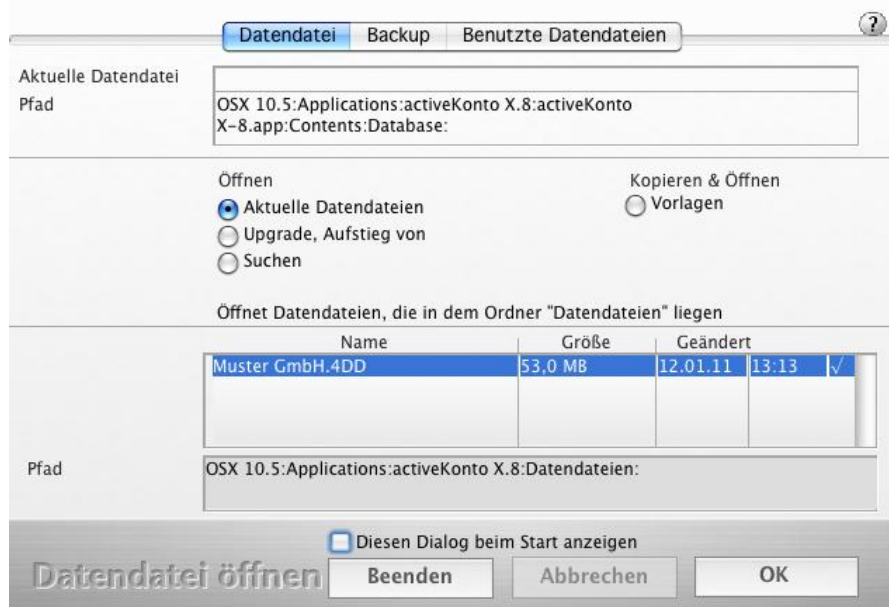 Datendatei Backup Benutzte Datendateien ?
Aktuelle Datendatei
Pfad OSX 10.5:Applications:activeKonto X.8:activeKonto
X-8.app:Contents:Database:
Öffnen Kopieren & Öffnen
Aktuelle Datendateien Vorlagen
Upgrade, Aufstieg von
Suchen
Öffnet Datendateien, die in dem Ordner "Datendateien" liegen
Name Größe Geändert
Muster GmbH.4DD 53,0 MB 12.01.11 13:13 √
Pfad OSX 10.5:Applications:activeKonto X.8:Datendateien:
Diesen Dialog beim Start anzeigen
Datendatei öffnen Beenden Abbrechen OK